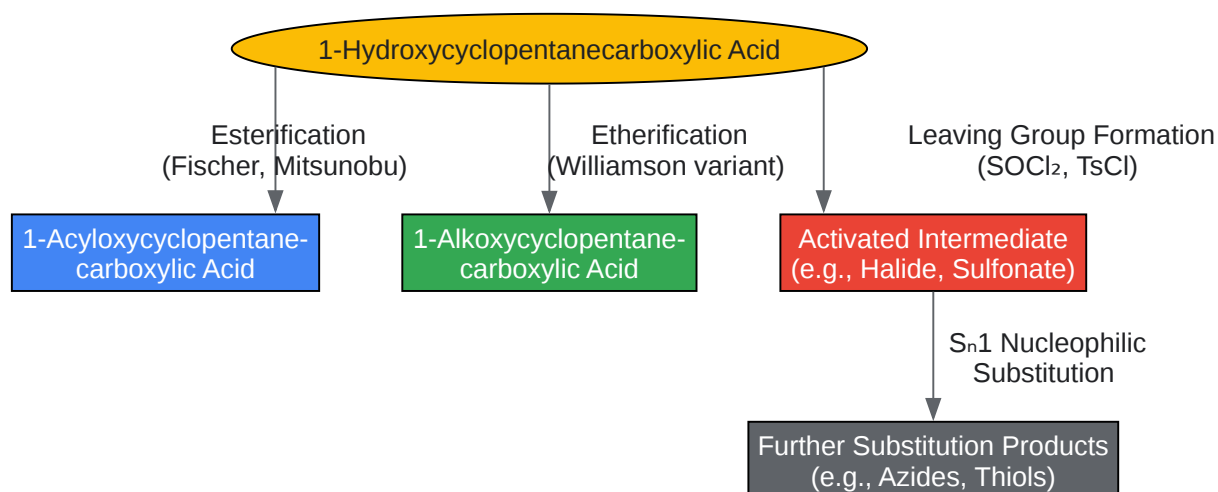 1-Hydroxycyclopentanecarboxylic Acid
Esterification
(Fischer, Mitsunobu)
Etherification
(Williamson variant)
Leaving Group Formation
(SOCl₂, TsCl)
1-Acyloxycyclopentane-
carboxylic Acid
1-Alkoxycyclopentane-
carboxylic Acid
Activated Intermediate
(e.g., Halide, Sulfonate)
Sₙ1 Nucleophilic
Substitution
Further Substitution Products
(e.g., Azides, Thiols)